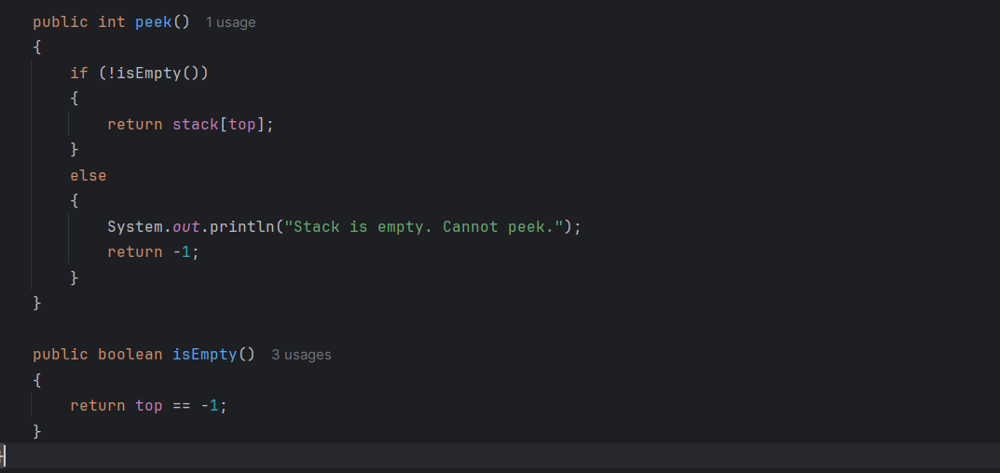 public int peek() 1 usage
{
if (!isEmpty())
{
return stack[top];
}
else
{
System.out.println("Stack is empty. Cannot peek.");
return -1;
}
}
public boolean isEmpty() 3 usages
{
return top == -1;
}